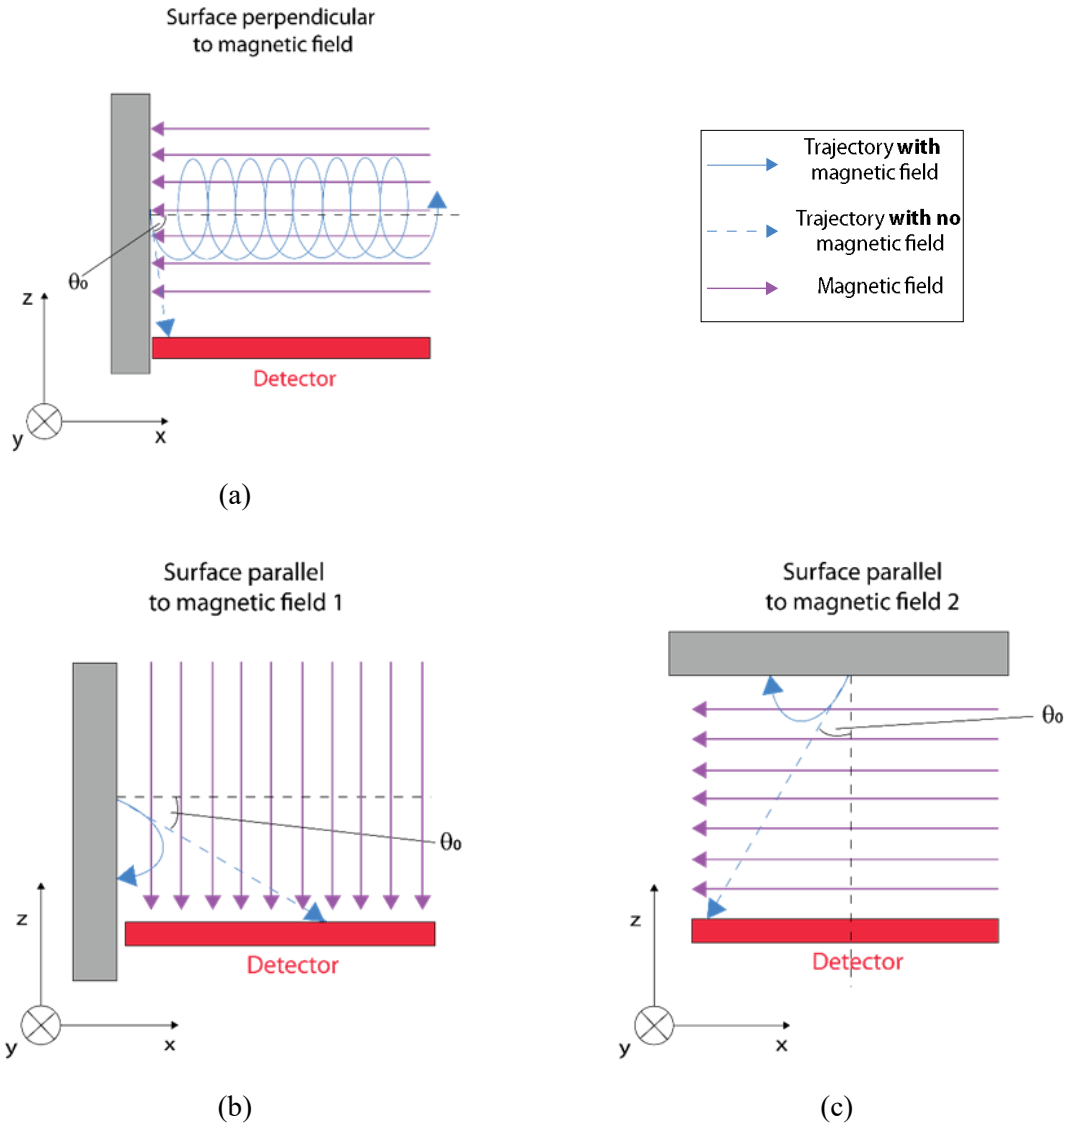 Surface perpendicular
to magnetic field
θ₀
z
Detector
y
x
(a)
Trajectory with
magnetic field
Trajectory with no
magnetic field
Magnetic field
Surface parallel
to magnetic field 1
θ₀
z
Detector
y
x
(b)
Surface parallel
to magnetic field 2
θ₀
z
Detector
y
x
(c)